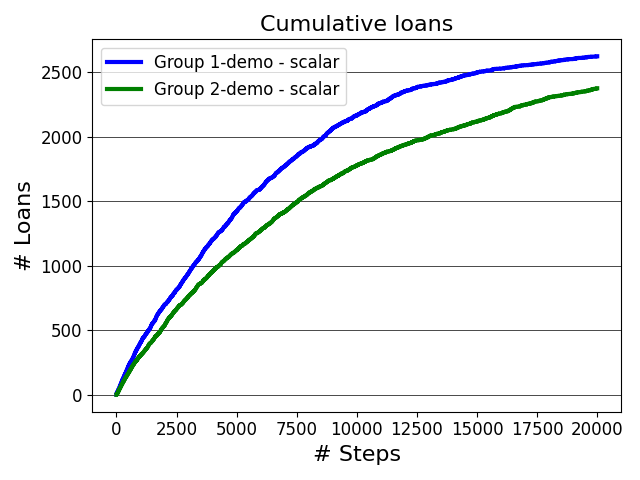 Cumulative loans
Group 1-demo - scalar
Group 2-demo - scalar
# Loans
2500
2000
1500
1000
500
0
0 2500 5000 7500 10000 12500 15000 17500 20000
# Steps